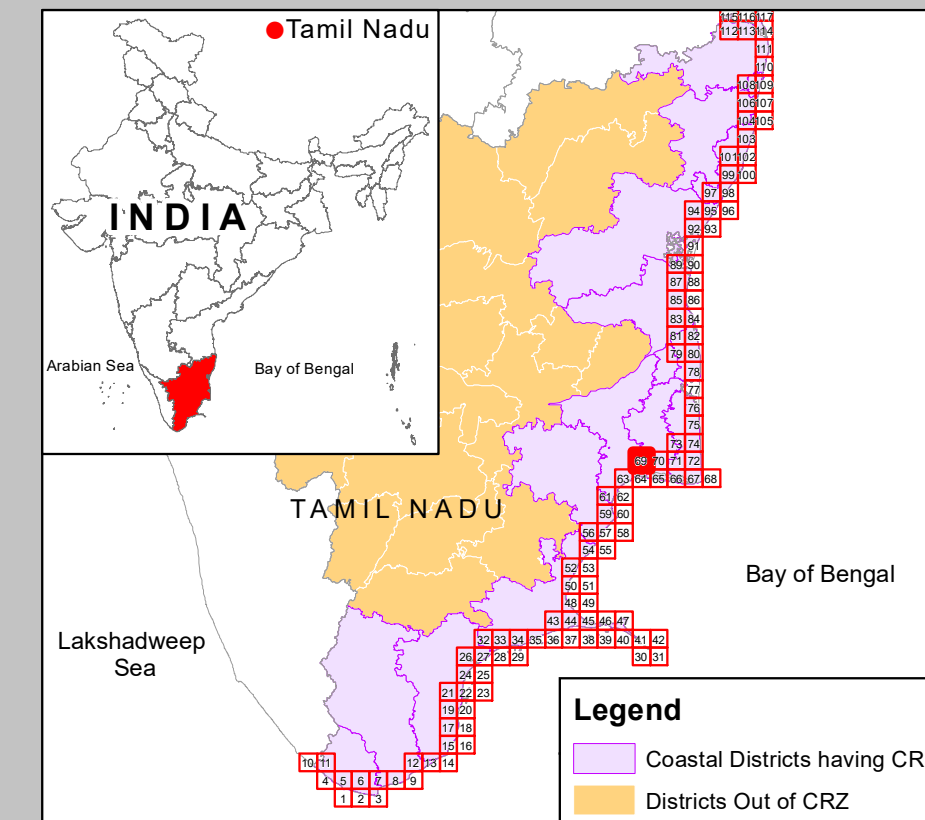 Tamil Nadu
INDIA
Arabian Sea
Bay of Bengal
115 116 117
112 113 114
111
110
108 109
106 107
104 105
103
101 102
99 100
97 98
94 95 96
92 93
91
89 90
87 88
85 86
83 84
81 82
79 80
78
77
76
75
73 74
69 70 71 72
63 64 65 66 67 68
61 62
TAMIL NADU
59 60
56 57 58
54 55
52 53
Bay of Bengal
50 51
48 49
43 44 45 46 47
32 33 34 35 36 37 38 39 40 41 42
Lakshadweep
Sea
26 27 28 29
30 31
24 25
21 22 23
19 20
17 18
15 16
10 11
12 13 14
4 5 6 7 8 9
1 2 3
Legend
Coastal Districts having CR
Districts Out of CRZ